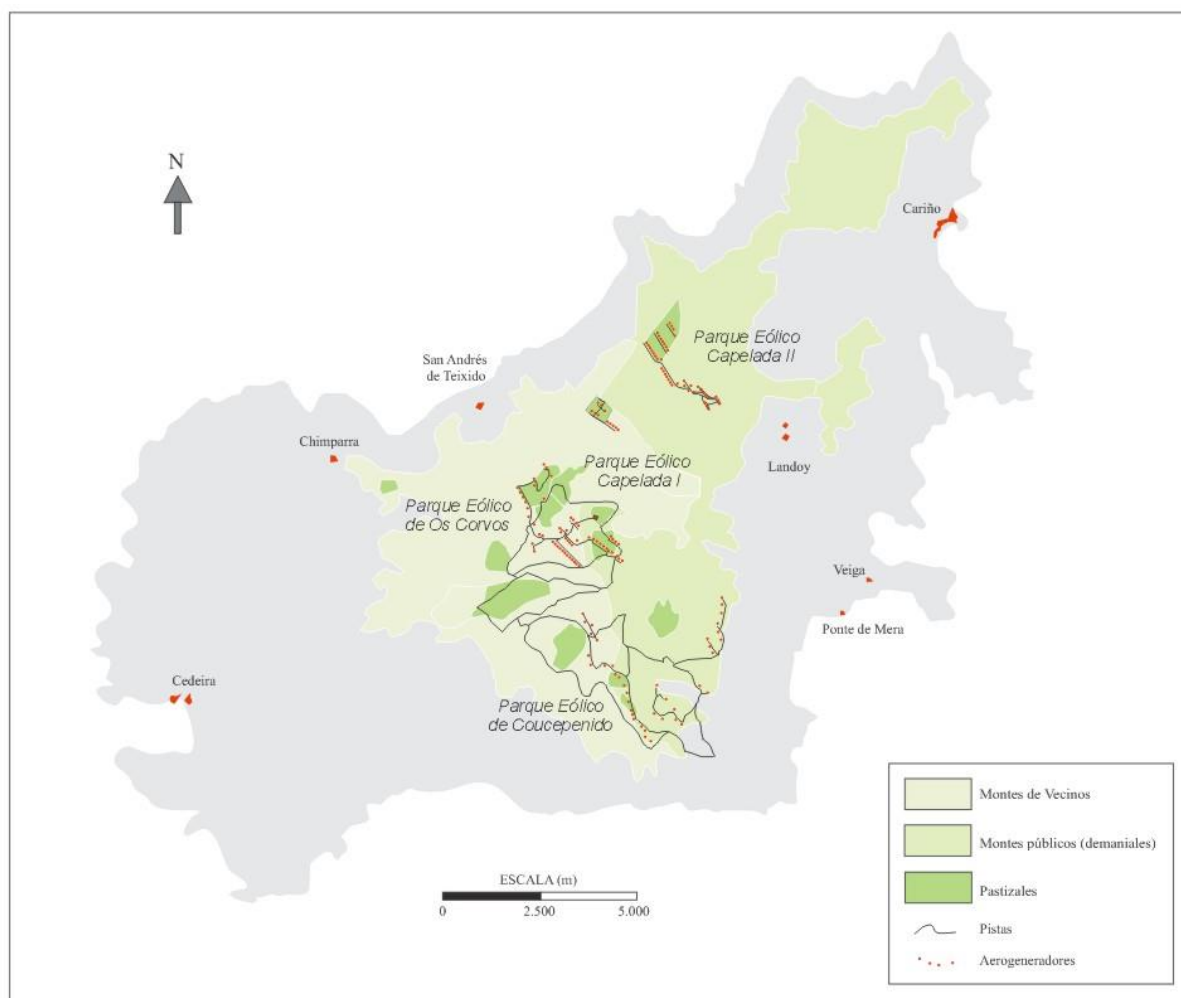 N
Cariño
Parque Eólico
Capelada II
San Andrés
de Teixido
Chimparra
Landoy
Parque Eólico
Capelada I
Parque Eólico
de Os Corvos
Veiga
Ponte de Mera
Cedeira
Parque Eólico
de Coucepenido
Montes de Vecinos
Montes públicos (demaniales)
Pastizales
Pistas
Aerogeneradores
ESCALA (m)
0 2.500 5.000